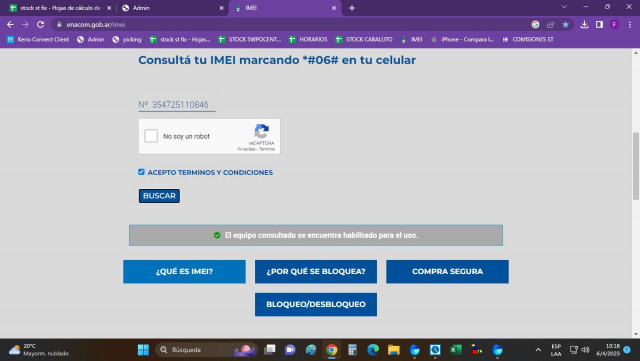 stock st fix - Hojas de cálculo de
Admin
IMEI
enacom.gob.ar/imei
F
Kerio Connect Client
Admin
picking
stock st fix - Hojas...
STOCK SWPOCENT...
HORARIOS
STOCK CABALLITO
IMEI
iPhone - Compara l...
COMISIONES ST
Consultá tu IMEI marcando *#06# en tu celular
Nº 354725110846
No soy un robot
reCAPTCHA
Privacidad - Términos
ACEPTO TERMINOS Y CONDICIONES
BUSCAR
El equipo consultado se encuentra habilitado para el uso.
¿QUÉ ES IMEI?
¿POR QUÉ SE BLOQUEA?
COMPRA SEGURA
BLOQUEO/DESBLOQUEO
20°C
Mayorm. nublado
Búsqueda
ESP
LAA
10:18
6/4/2023